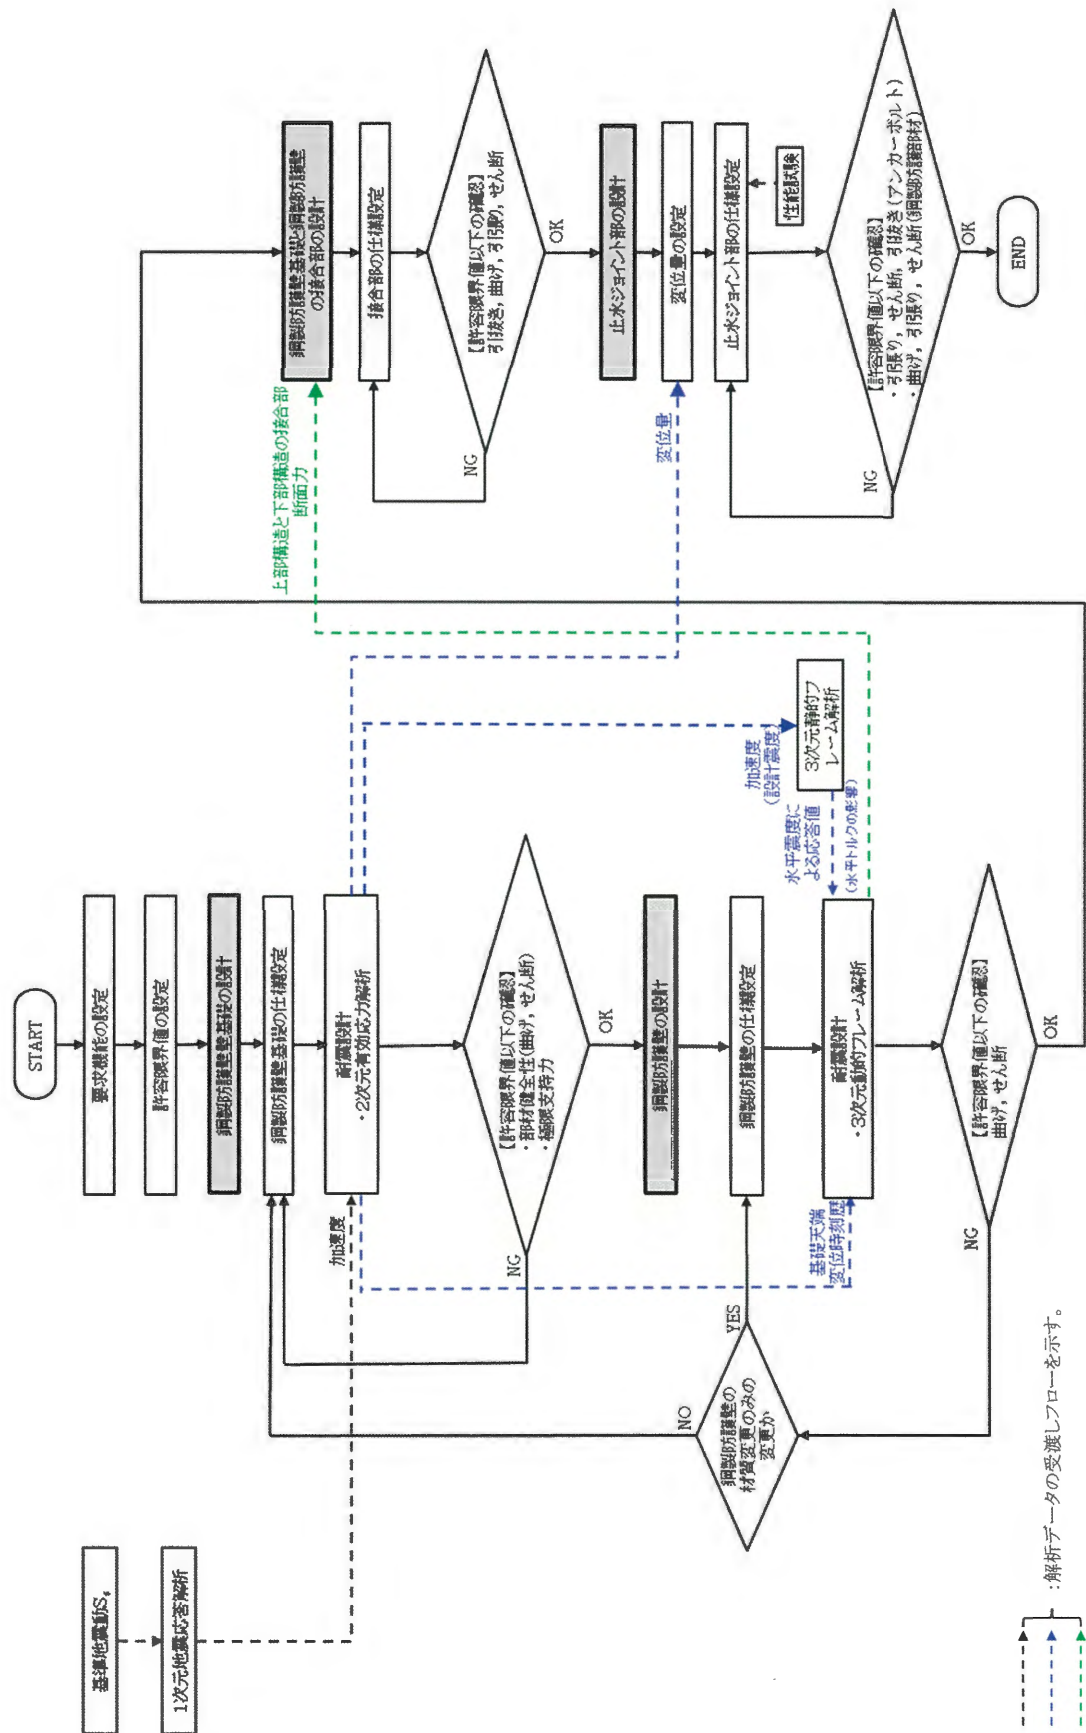 START
要求機能の設定
許容限界値の設定
鋼製防護壁基礎の設計
鋼製防護壁基礎の仕様設定
耐震設計
・2次元有効応力解析
【許容限界値以下の確認】
・部材健全性(曲げ，せん断)
・極限支持力
NG
OK
鋼製防護壁の設計
鋼製防護壁の仕様設定
耐震設計
・3次元動的フレーム解析
【許容限界値以下の確認】
曲げ，せん断
NG
OK
鋼製防護壁の
材質変更のみの
変更か
NO
YES
基準地震動Ss
1次元地震応答解析
加速度
基礎天端
変位時刻歴
加速度
(設計震度)
3次元静的フ
レーム解析
水平震度に
よる応答値
(水平トルクの影響)
上部構造と下部構造の接合部
断面力
変位量
鋼製防護壁基礎と鋼製防護壁
の接合部の設計
接合部の仕様設定
【許容限界値以下の確認】
引抜き，曲げ，引張り，せん断
NG
OK
止水ジョイント部の設計
変位量の設定
止水ジョイント部の仕様設定
性能試験
【許容限界値以下の確認】
・引張り，せん断，引抜き(アンカーボルト)
・曲げ，引張り，せん断(鋼製防護部材)
NG
OK
END
：解析データの受渡しフローを示す。